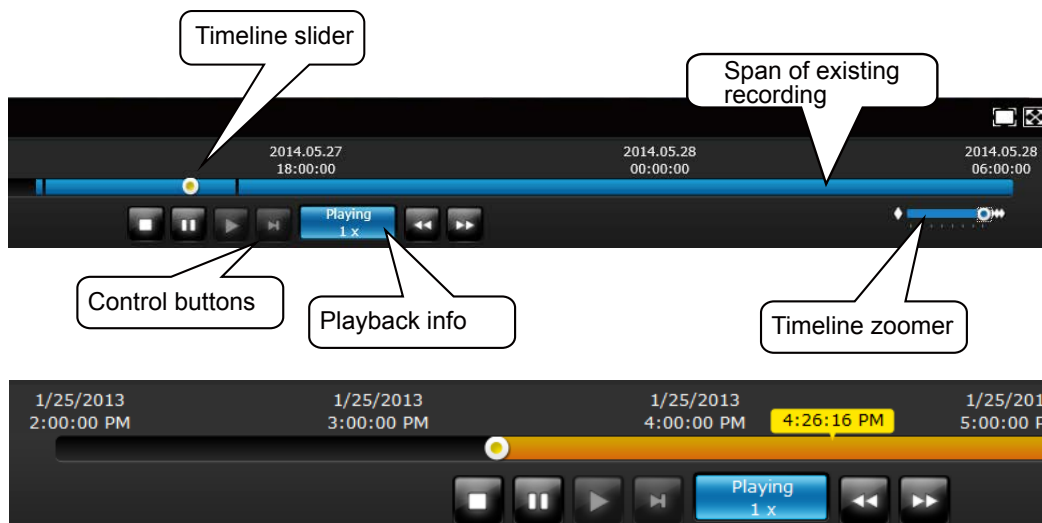 Timeline slider
Span of existing
recording
2014.05.27
18:00:00
2014.05.28
00:00:00
2014.05.28
06:00:00
Playing
1 x
Control buttons
Playback info
Timeline zoomer
1/25/2013
2:00:00 PM
1/25/2013
3:00:00 PM
1/25/2013
4:00:00 PM
4:26:16 PM
1/25/201
5:00:00 P
Playing
1 x